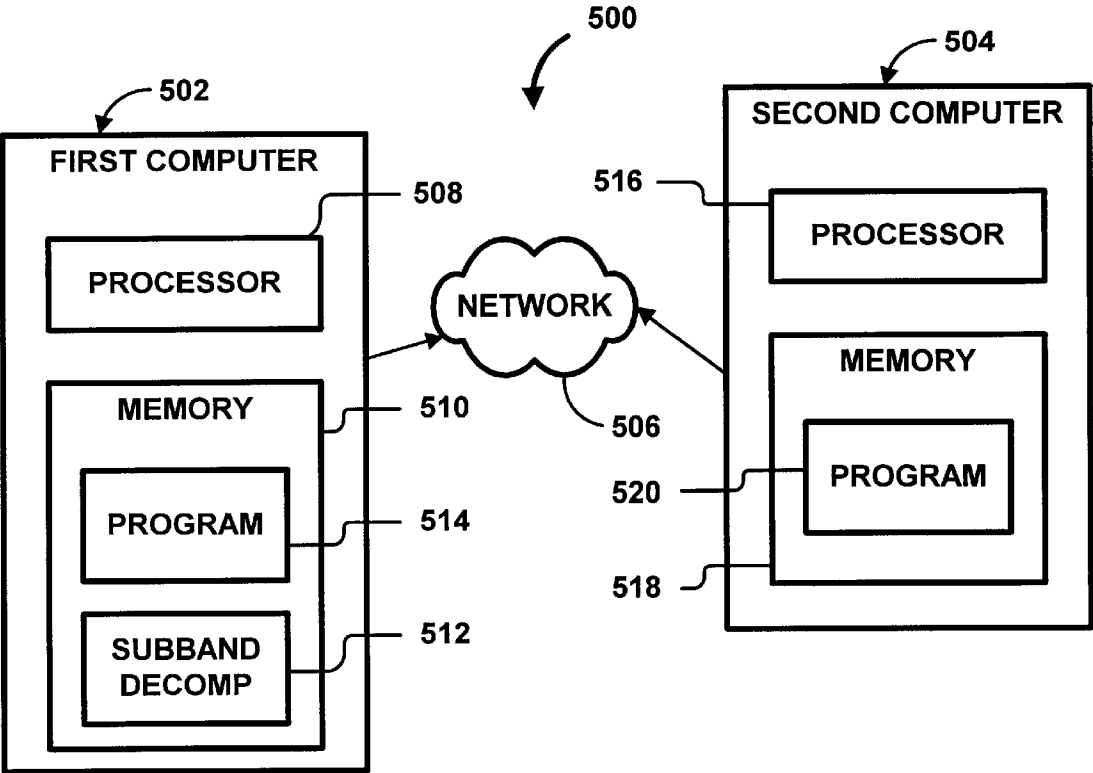 500
502
FIRST COMPUTER
508
PROCESSOR
MEMORY
510
PROGRAM
514
SUBBAND
DECOMP
512
NETWORK
506
504
SECOND COMPUTER
516
PROCESSOR
MEMORY
520
PROGRAM
518